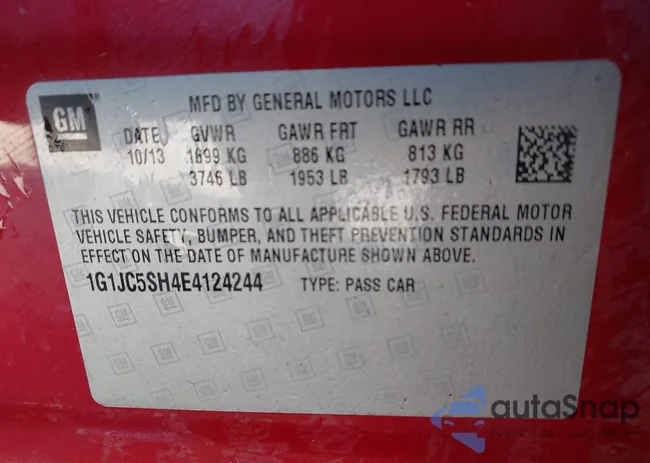 GM
MFD BY GENERAL MOTORS LLC
DATE GVWR GAWR FRT GAWR RR
10/13 1699 KG 886 KG 813 KG
3746 LB 1953 LB 1793 LB
THIS VEHICLE CONFORMS TO ALL APPLICABLE U.S. FEDERAL MOTOR
VEHICLE SAFETY, BUMPER, AND THEFT PREVENTION STANDARDS IN
EFFECT ON THE DATE OF MANUFACTURE SHOWN ABOVE.
1G1JC5SH4E4124244 TYPE: PASS CAR
autoSnap